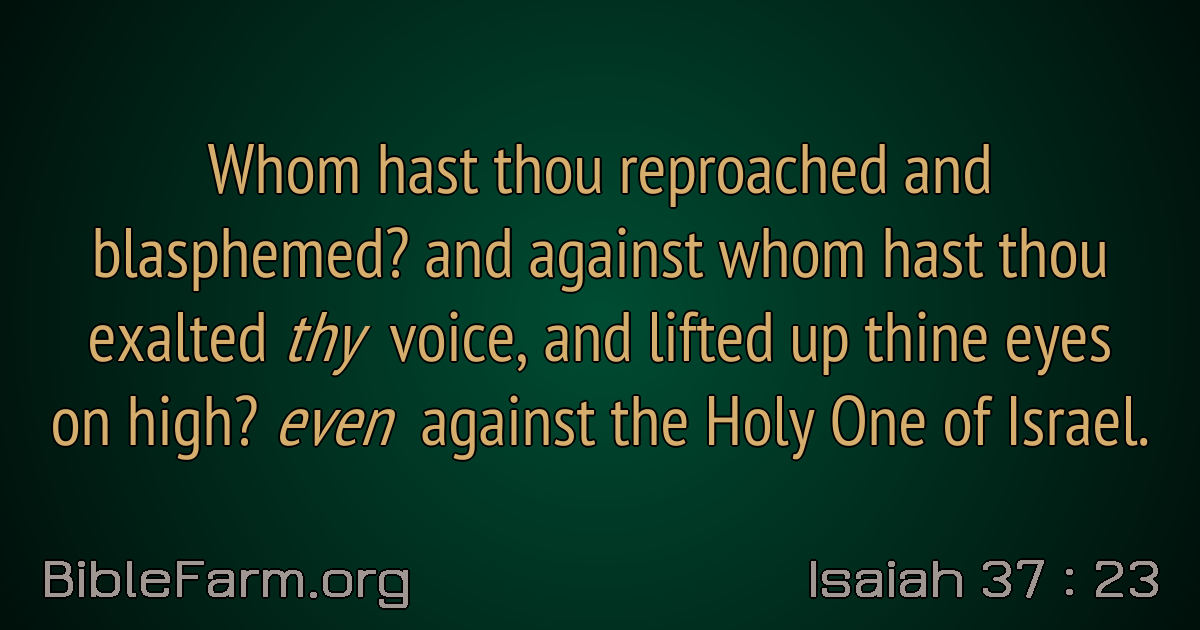 Whom hast thou reproached and
blasphemed? and against whom hast thou
exalted thy voice, and lifted up thine eyes
on high? even against the Holy One of Israel.
BibleFarm.org
Isaiah 37 : 23